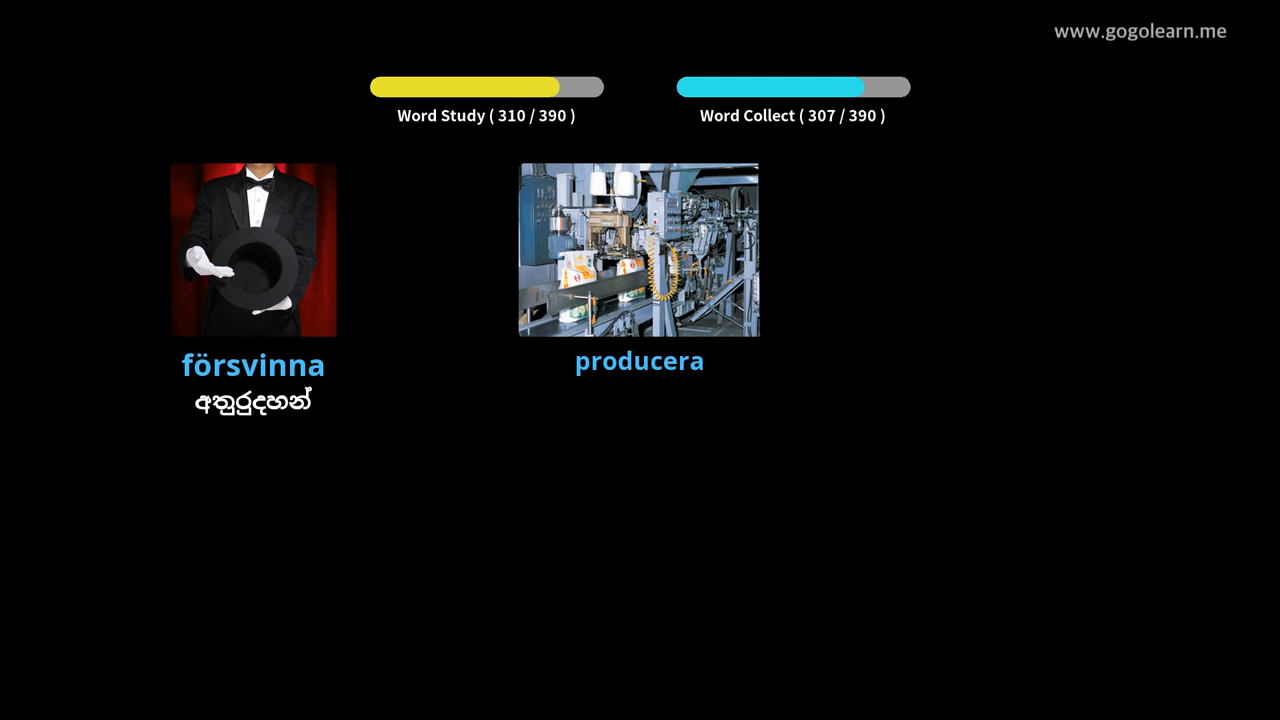 www.gogolearn.me
Word Study ( 310 / 390 )
Word Collect ( 307 / 390 )
försvinna
අතුරුදහන්
producera